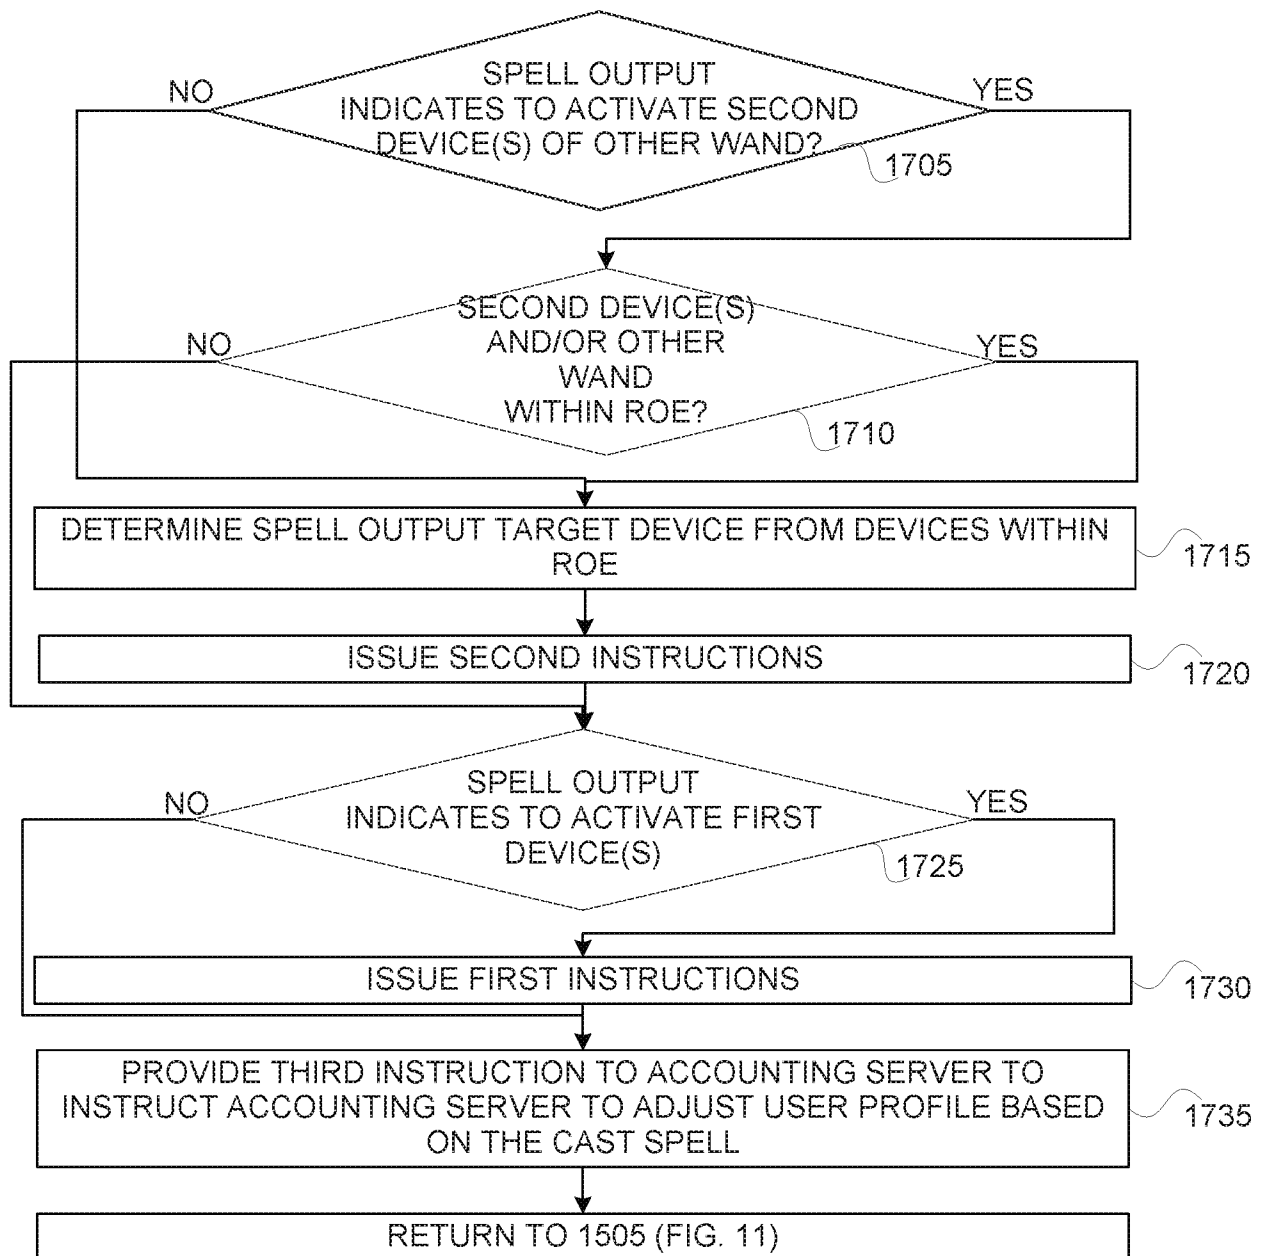 SPELL OUTPUT
INDICATES TO ACTIVATE SECOND
DEVICE(S) OF OTHER WAND?
NO
YES
1705
SECOND DEVICE(S)
AND/OR OTHER
WAND
WITHIN ROE?
NO
YES
1710
DETERMINE SPELL OUTPUT TARGET DEVICE FROM DEVICES WITHIN
ROE
1715
ISSUE SECOND INSTRUCTIONS
1720
SPELL OUTPUT
INDICATES TO ACTIVATE FIRST
DEVICE(S)
NO
YES
1725
ISSUE FIRST INSTRUCTIONS
1730
PROVIDE THIRD INSTRUCTION TO ACCOUNTING SERVER TO
INSTRUCT ACCOUNTING SERVER TO ADJUST USER PROFILE BASED
ON THE CAST SPELL
1735
RETURN TO 1505 (FIG. 11)